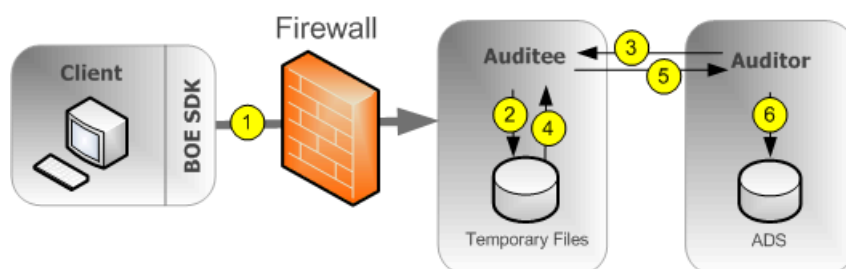 Firewall
Client
BOE SDK
1
Auditee
3
5
Auditor
2
4
6
Temporary Files
ADS